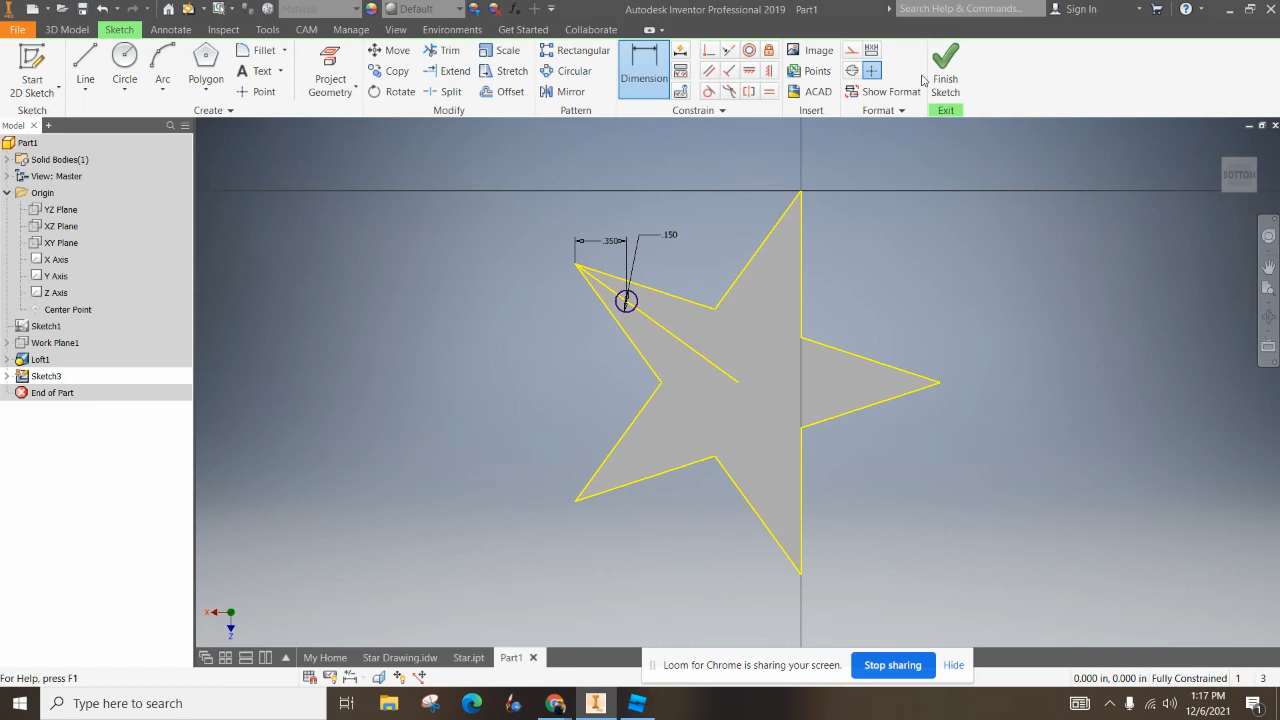 Material
Default
Autodesk Inventor Professional 2019 Part1
Search Help & Commands...
Sign In
File
3D Model
Sketch
Annotate
Inspect
Tools
CAM
Manage
View
Environments
Get Started
Collaborate
Start
2D Sketch
Line
Circle
Arc
Polygon
Fillet
Text
Point
Project
Geometry
Move
Copy
Rotate
Trim
Extend
Split
Scale
Stretch
Offset
Rectangular
Circular
Mirror
Dimension
Image
Points
ACAD
Show Format
Finish
Sketch
Sketch
Create
Modify
Pattern
Constrain
Insert
Format
Exit
Model
Part1
Solid Bodies(1)
View: Master
Origin
YZ Plane
XZ Plane
XY Plane
X Axis
Y Axis
Z Axis
Center Point
Sketch1
Work Plane1
Loft1
Sketch3
End of Part
BOTTOM
.150
.350
X
Z
My Home
Star Drawing.idw
Star.ipt
Part1
Loom for Chrome is sharing your screen.
Stop sharing
Hide
For Help, press F1
0.000 in, 0.000 in
Fully Constrained
1
3
Type here to search
1:17 PM
12/6/2021